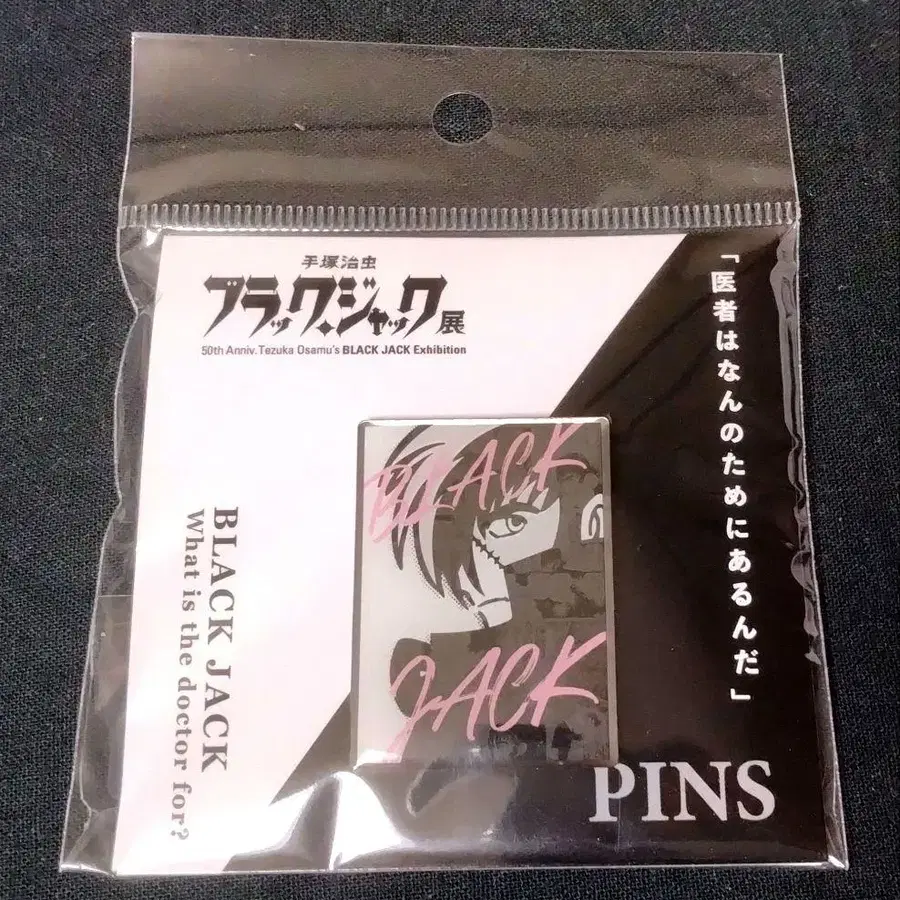 手塚治虫
ブラック・ジャック展
50th Anniv. Tezuka Osamu's BLACK JACK Exhibition
「医者はなんのためにあるんだ」
BLACK
JACK
BLACK JACK
What is the doctor for?
PINS